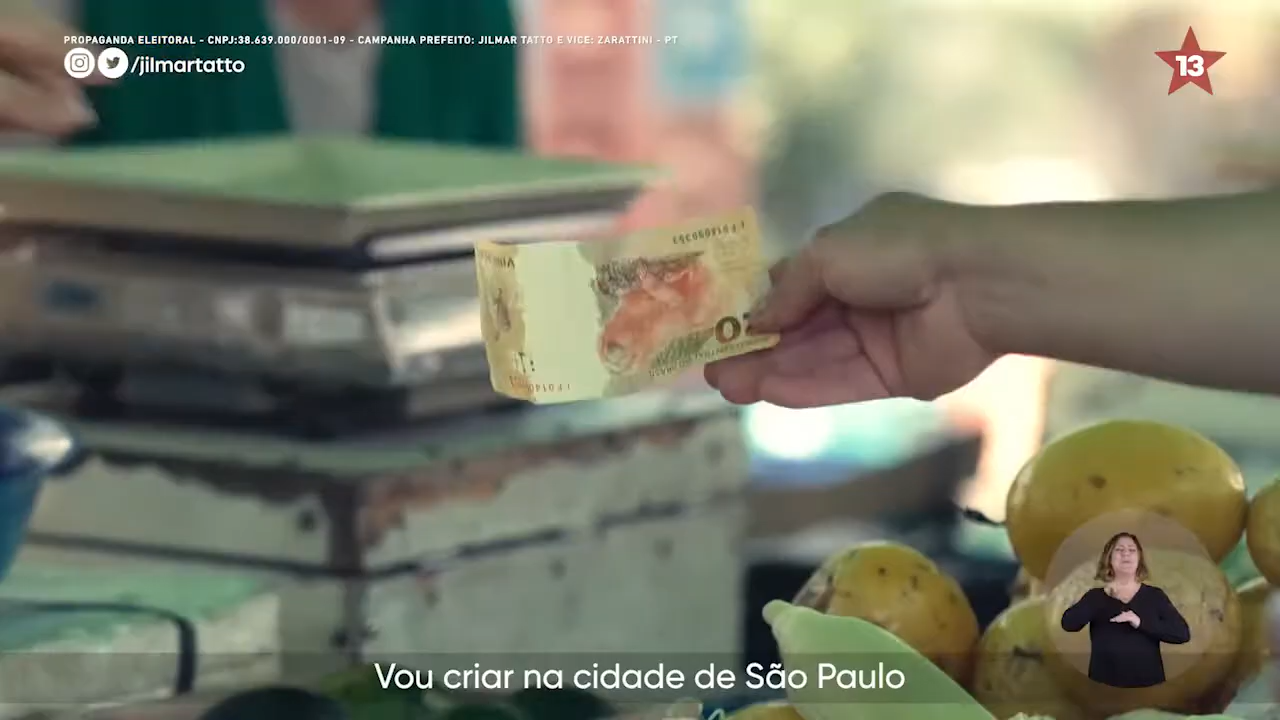 PROPAGANDA ELEITORAL - CNPJ:38.639.000/0001-09 - CAMPANHA PREFEITO: JILMAR TATTO E VICE: ZARATTINI - PT
/jilmartatto
13
Vou criar na cidade de São Paulo